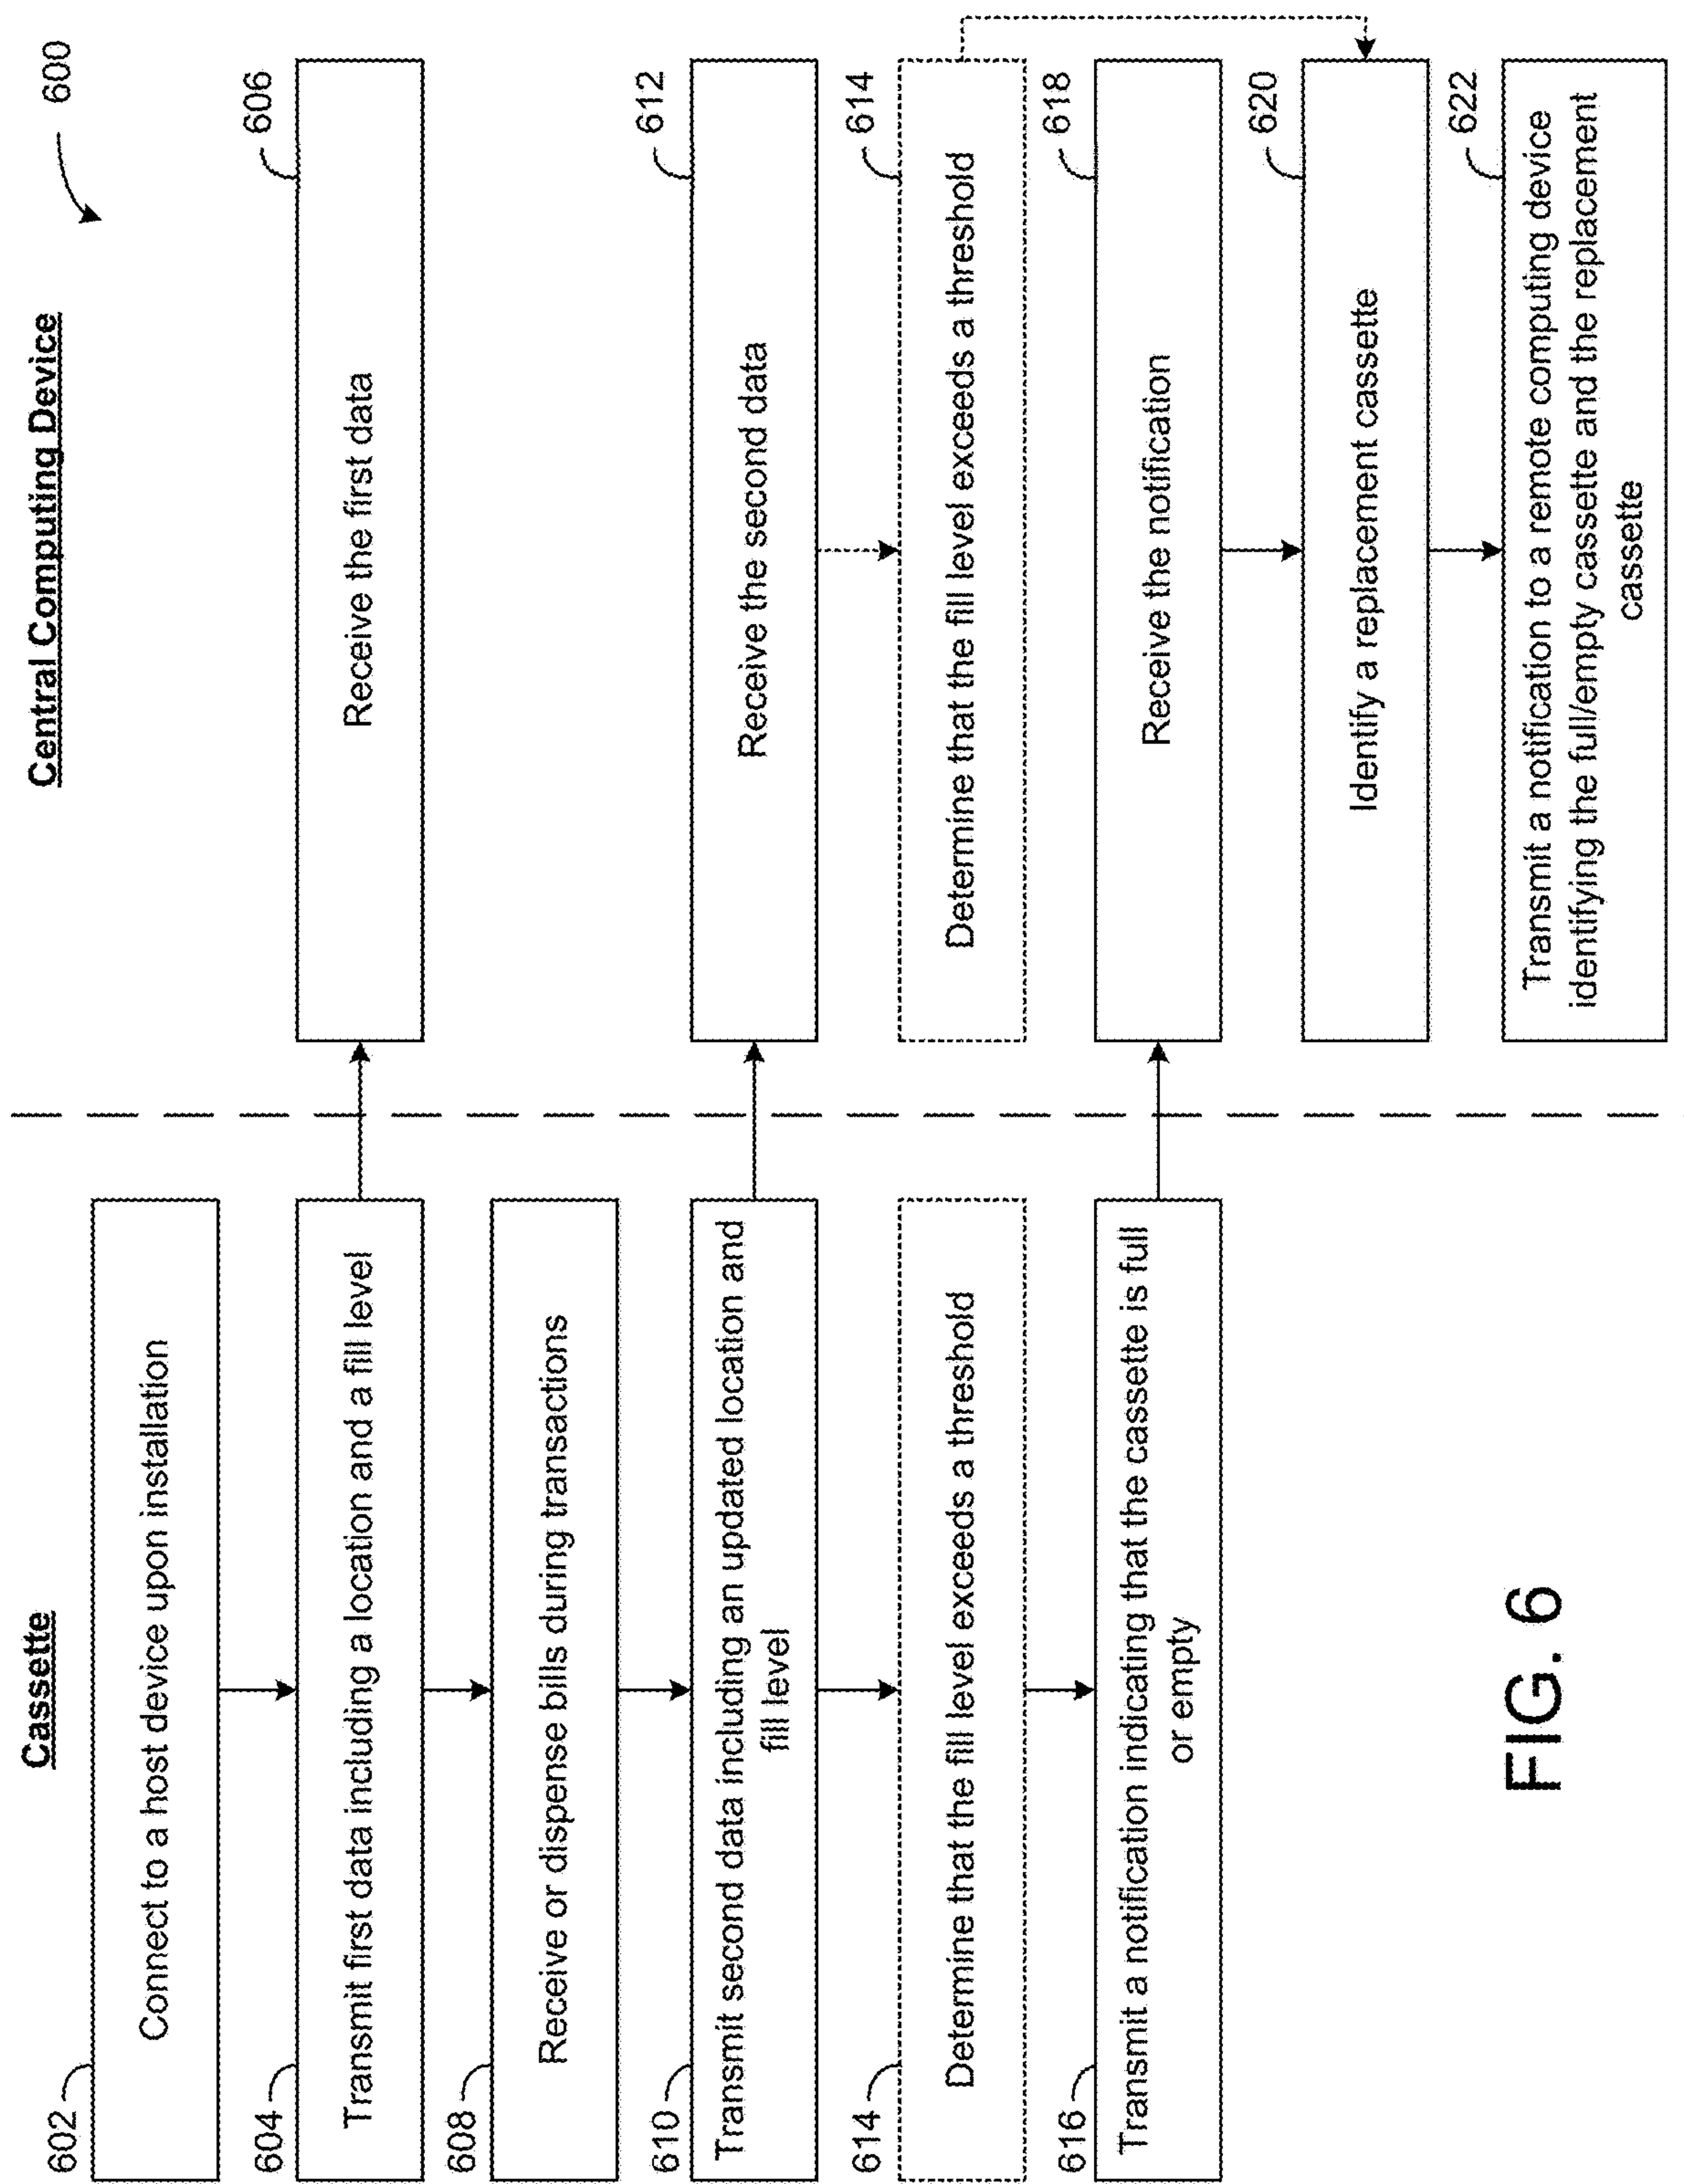 600
Cassette
Central Computing Device
602
Connect to a host device upon installation
604
Transmit first data including a location and a fill level
606
Receive the first data
608
Receive or dispense bills during transactions
610
Transmit second data including an updated location and
fill level
612
Receive the second data
614
Determine that the fill level exceeds a threshold
614
Determine that the fill level exceeds a threshold
616
Transmit a notification indicating that the cassette is full
or empty
618
Receive the notification
620
Identify a replacement cassette
622
Transmit a notification to a remote computing device
identifying the full/empty cassette and the replacement
cassette
FIG. 6